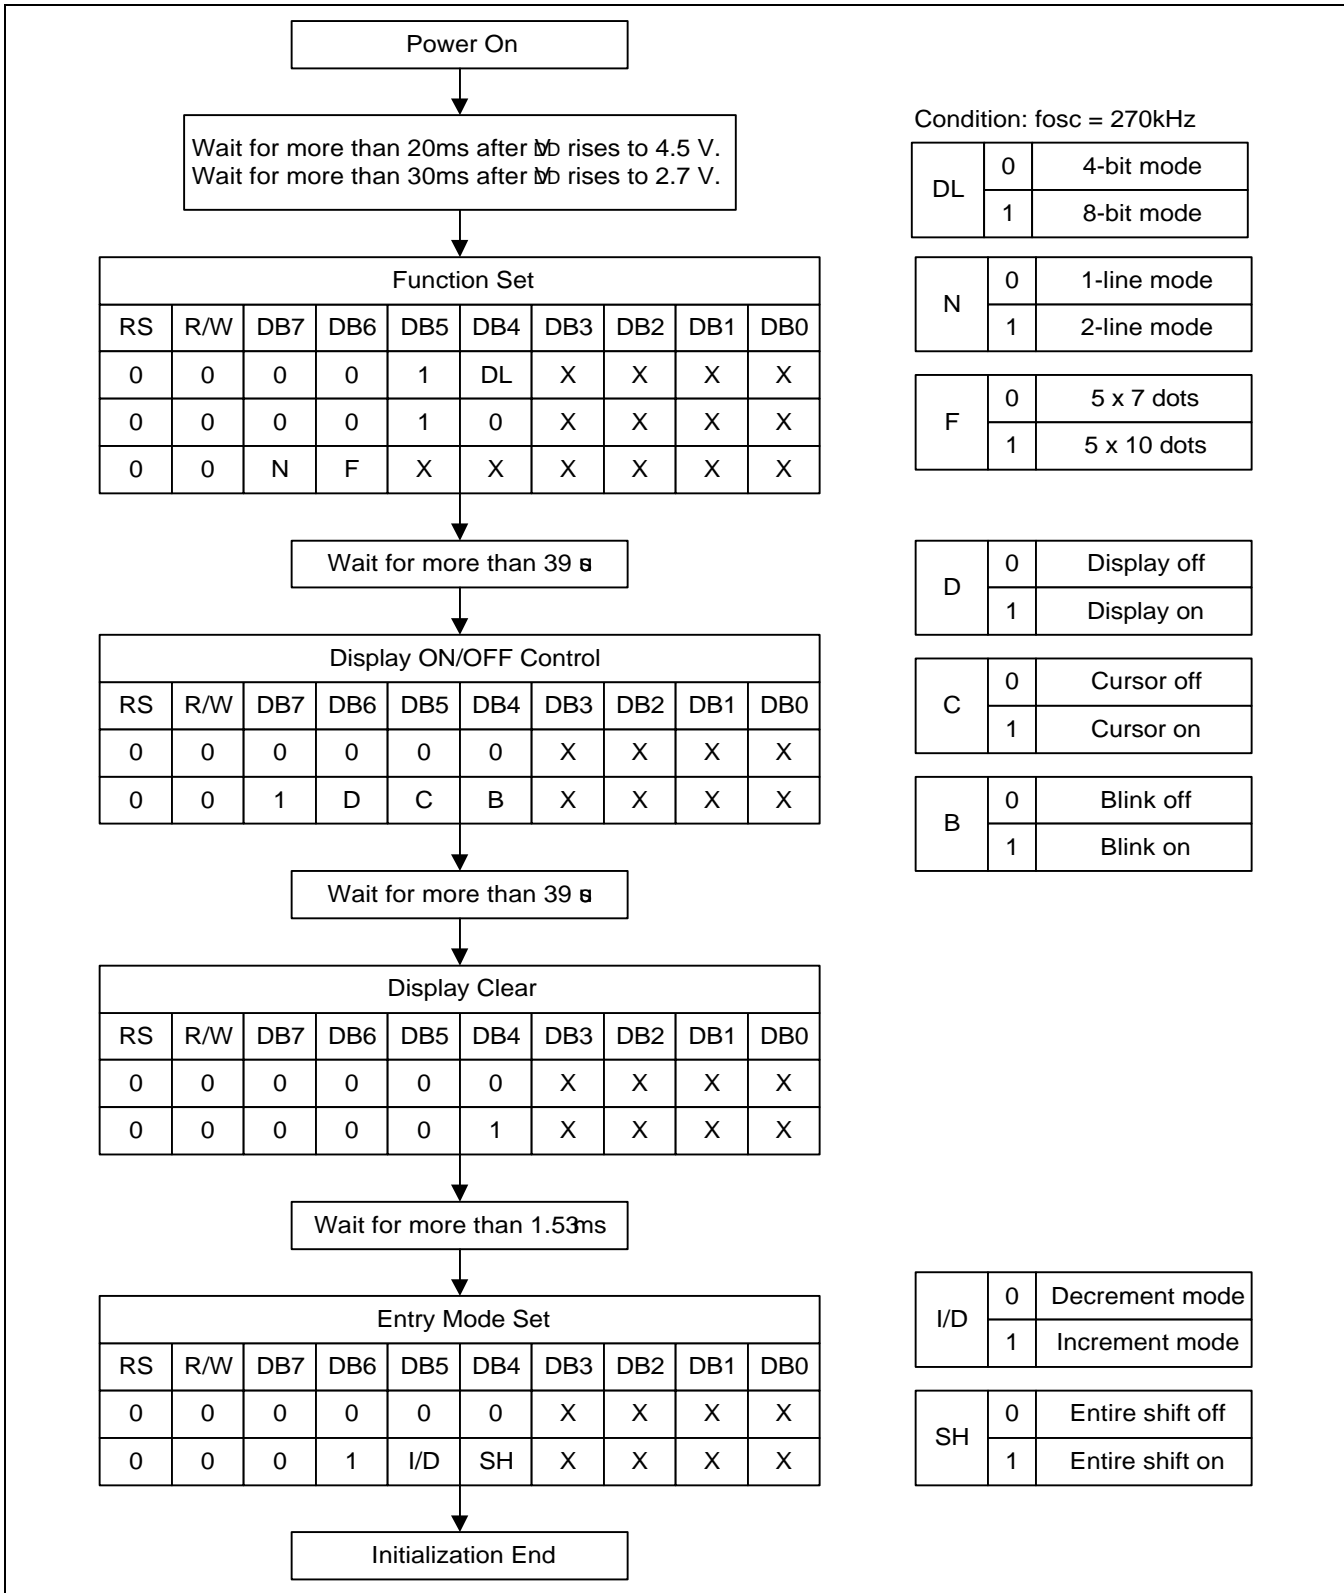 Power On
Wait for more than 20ms after VDD rises to 4.5 V.
Wait for more than 30ms after VDD rises to 2.7 V.
Condition: fosc = 270kHz
DL 0 4-bit mode
1 8-bit mode
Function Set
RS R/W DB7 DB6 DB5 DB4 DB3 DB2 DB1 DB0
0 0 0 0 1 DL X X X X
0 0 0 0 1 0 X X X X
0 0 N F X X X X X X
N 0 1-line mode
1 2-line mode
F 0 5 x 7 dots
1 5 x 10 dots
Wait for more than 39
D 0 Display off
1 Display on
Display ON/OFF Control
RS R/W DB7 DB6 DB5 DB4 DB3 DB2 DB1 DB0
0 0 0 0 0 0 X X X X
0 0 1 D C B X X X X
C 0 Cursor off
1 Cursor on
B 0 Blink off
1 Blink on
Wait for more than 39
Display Clear
RS R/W DB7 DB6 DB5 DB4 DB3 DB2 DB1 DB0
0 0 0 0 0 0 X X X X
0 0 0 0 0 1 X X X X
Wait for more than 1.53ms
Entry Mode Set
RS R/W DB7 DB6 DB5 DB4 DB3 DB2 DB1 DB0
0 0 0 0 0 0 X X X X
0 0 0 1 I/D SH X X X X
I/D 0 Decrement mode
1 Increment mode
SH 0 Entire shift off
1 Entire shift on
Initialization End